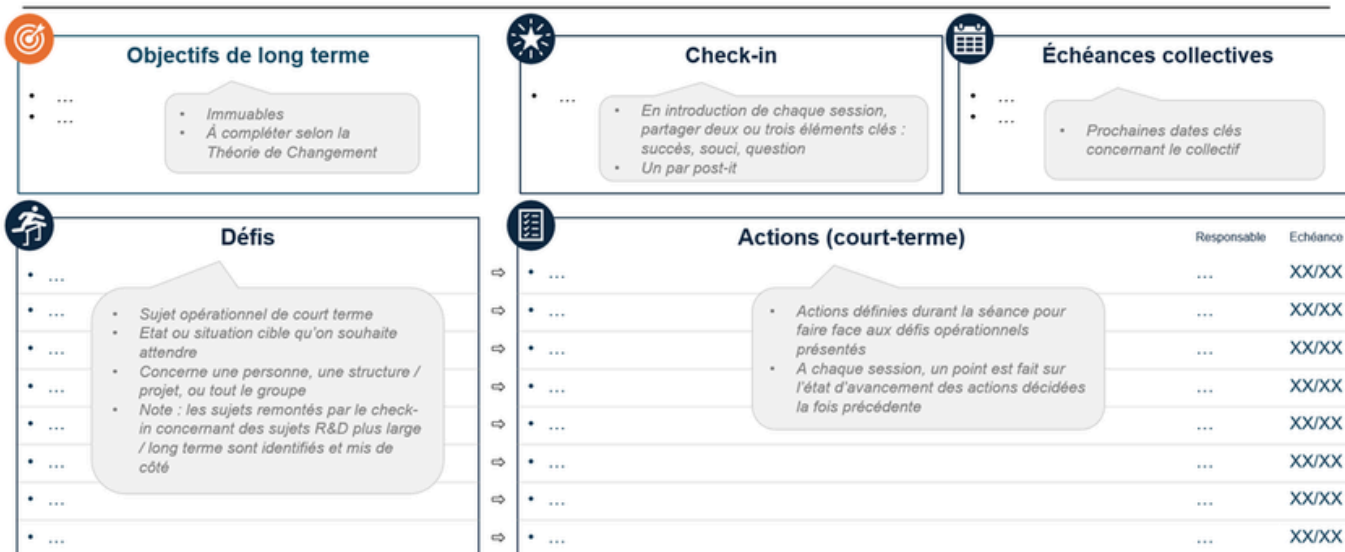 Objectifs de long terme
• ...
• ...
• Immuables
• À compléter selon la
Théorie de Changement
Check-in
• ...
• En introduction de chaque session,
partager deux ou trois éléments clés :
succès, souci, question
• Un par post-it
Échéances collectives
• ...
• ...
• Prochaines dates clés
concernant le collectif
Défis
• ...
• ...
• ...
• ...
• ...
• ...
• ...
• ...
• Sujet opérationnel de court terme
• Etat ou situation cible qu'on souhaite
attendre
• Concerne une personne, une structure /
projet, ou tout le groupe
• Note : les sujets remontés par le check-
in concernant des sujets R&D plus large
/ long terme sont identifiés et mis de
côté
Actions (court-terme) Responsable Echéance
⇨ • ... ... XX/XX
⇨ • ... ... XX/XX
⇨ • ... ... XX/XX
⇨ • ... ... XX/XX
⇨ • ... ... XX/XX
⇨ • ... ... XX/XX
⇨ • ... ... XX/XX
⇨ • ... ... XX/XX
• Actions définies durant la séance pour
faire face aux défis opérationnels
présentés
• A chaque session, un point est fait sur
l'état d'avancement des actions décidées
la fois précédente